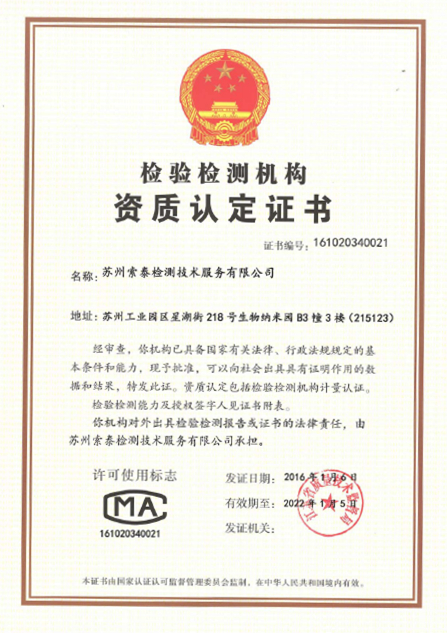 检验检测机构
资质认定证书
证书编号：161020340021
名称：苏州索泰检测技术服务有限公司
地址：苏州工业园区星湖街218号生物纳米园B3幢3楼（215123）
经审查，你机构已具备国家有关法律、行政法规规定的基
本条件和能力，现予批准，可以向社会出具具有证明作用的数
据和结果，特发此证。资质认定包括检验检测机构计量认证。
检验检测能力及授权签字人见证书附表。
你机构对外出具检验检测报告或证书的法律责任，由
苏州索泰检测技术服务有限公司承担。
许可使用标志
CMA
161020340021
发证日期：2016年1月6日
有效期至：2022年1月5日
发证机关：
江苏省质量技术监督局
本证书由国家认证认可监督管理委员会监制，在中华人民共和国境内有效。